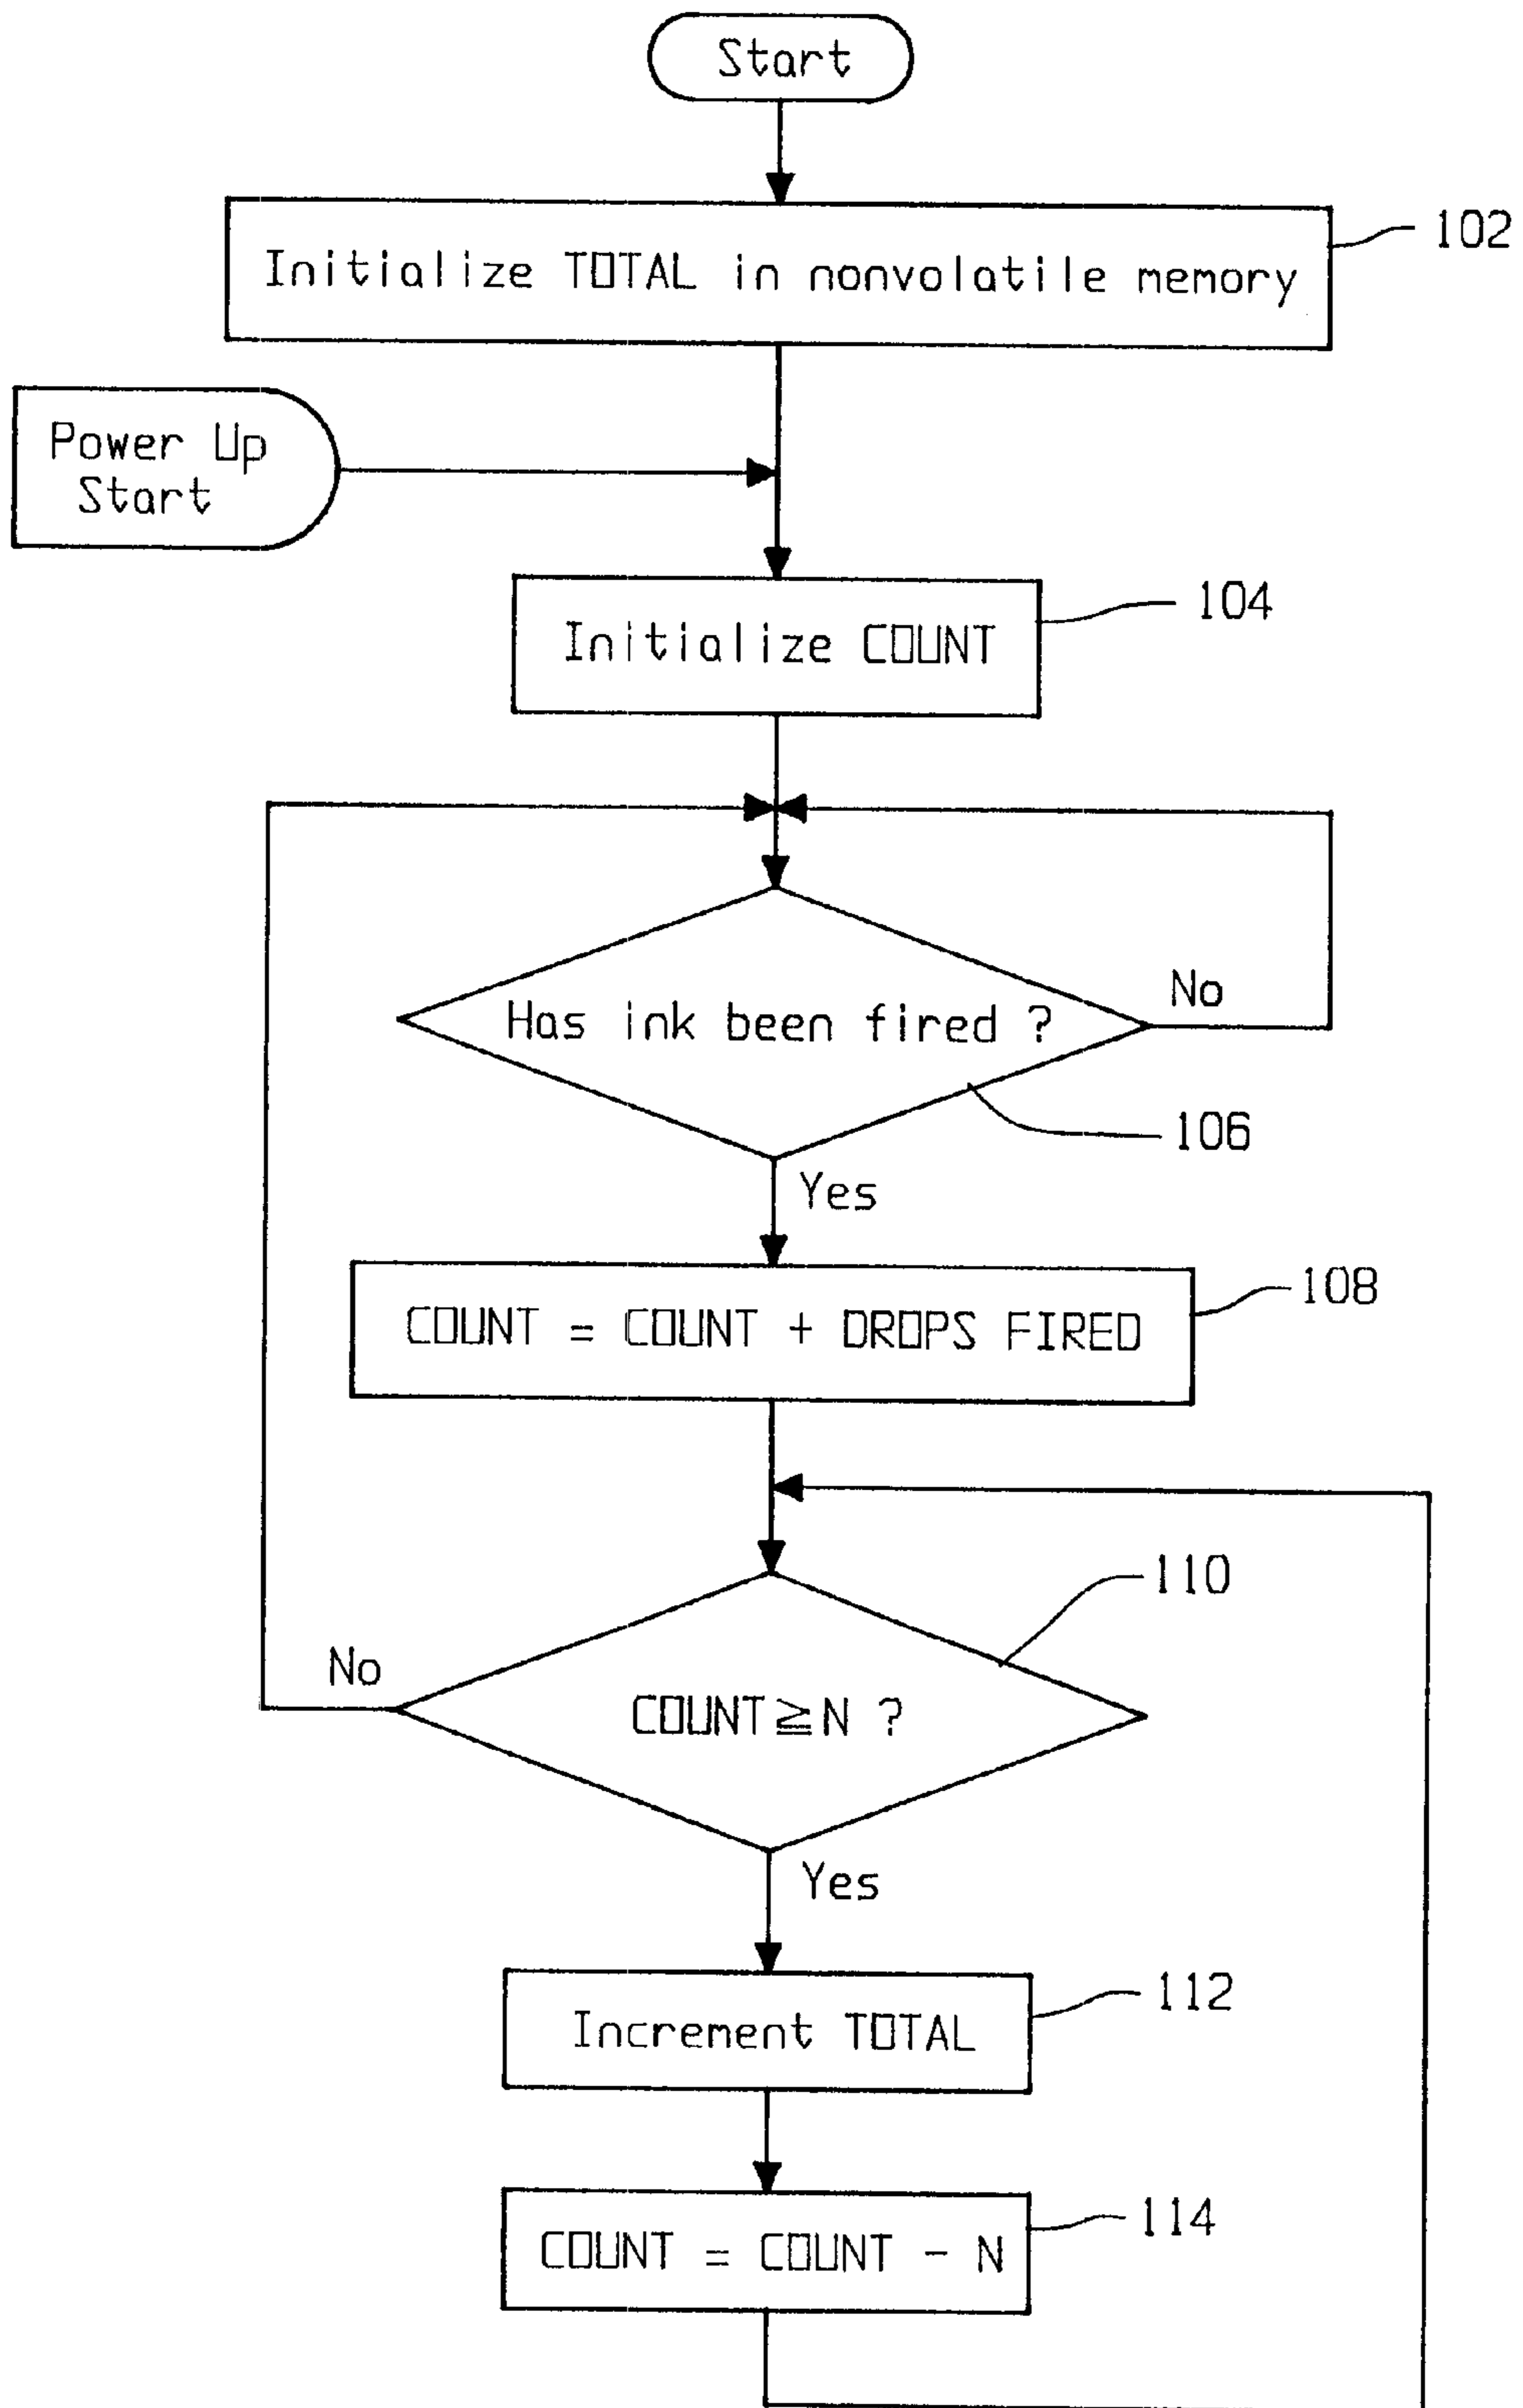 Start
Initialize TOTAL in nonvolatile memory
102
Power Up
Start
Initialize COUNT
104
No
Has ink been fired ?
106
Yes
COUNT = COUNT + DROPS FIRED
108
110
No
COUNT≧N ?
Yes
Increment TOTAL
112
COUNT = COUNT - N
114